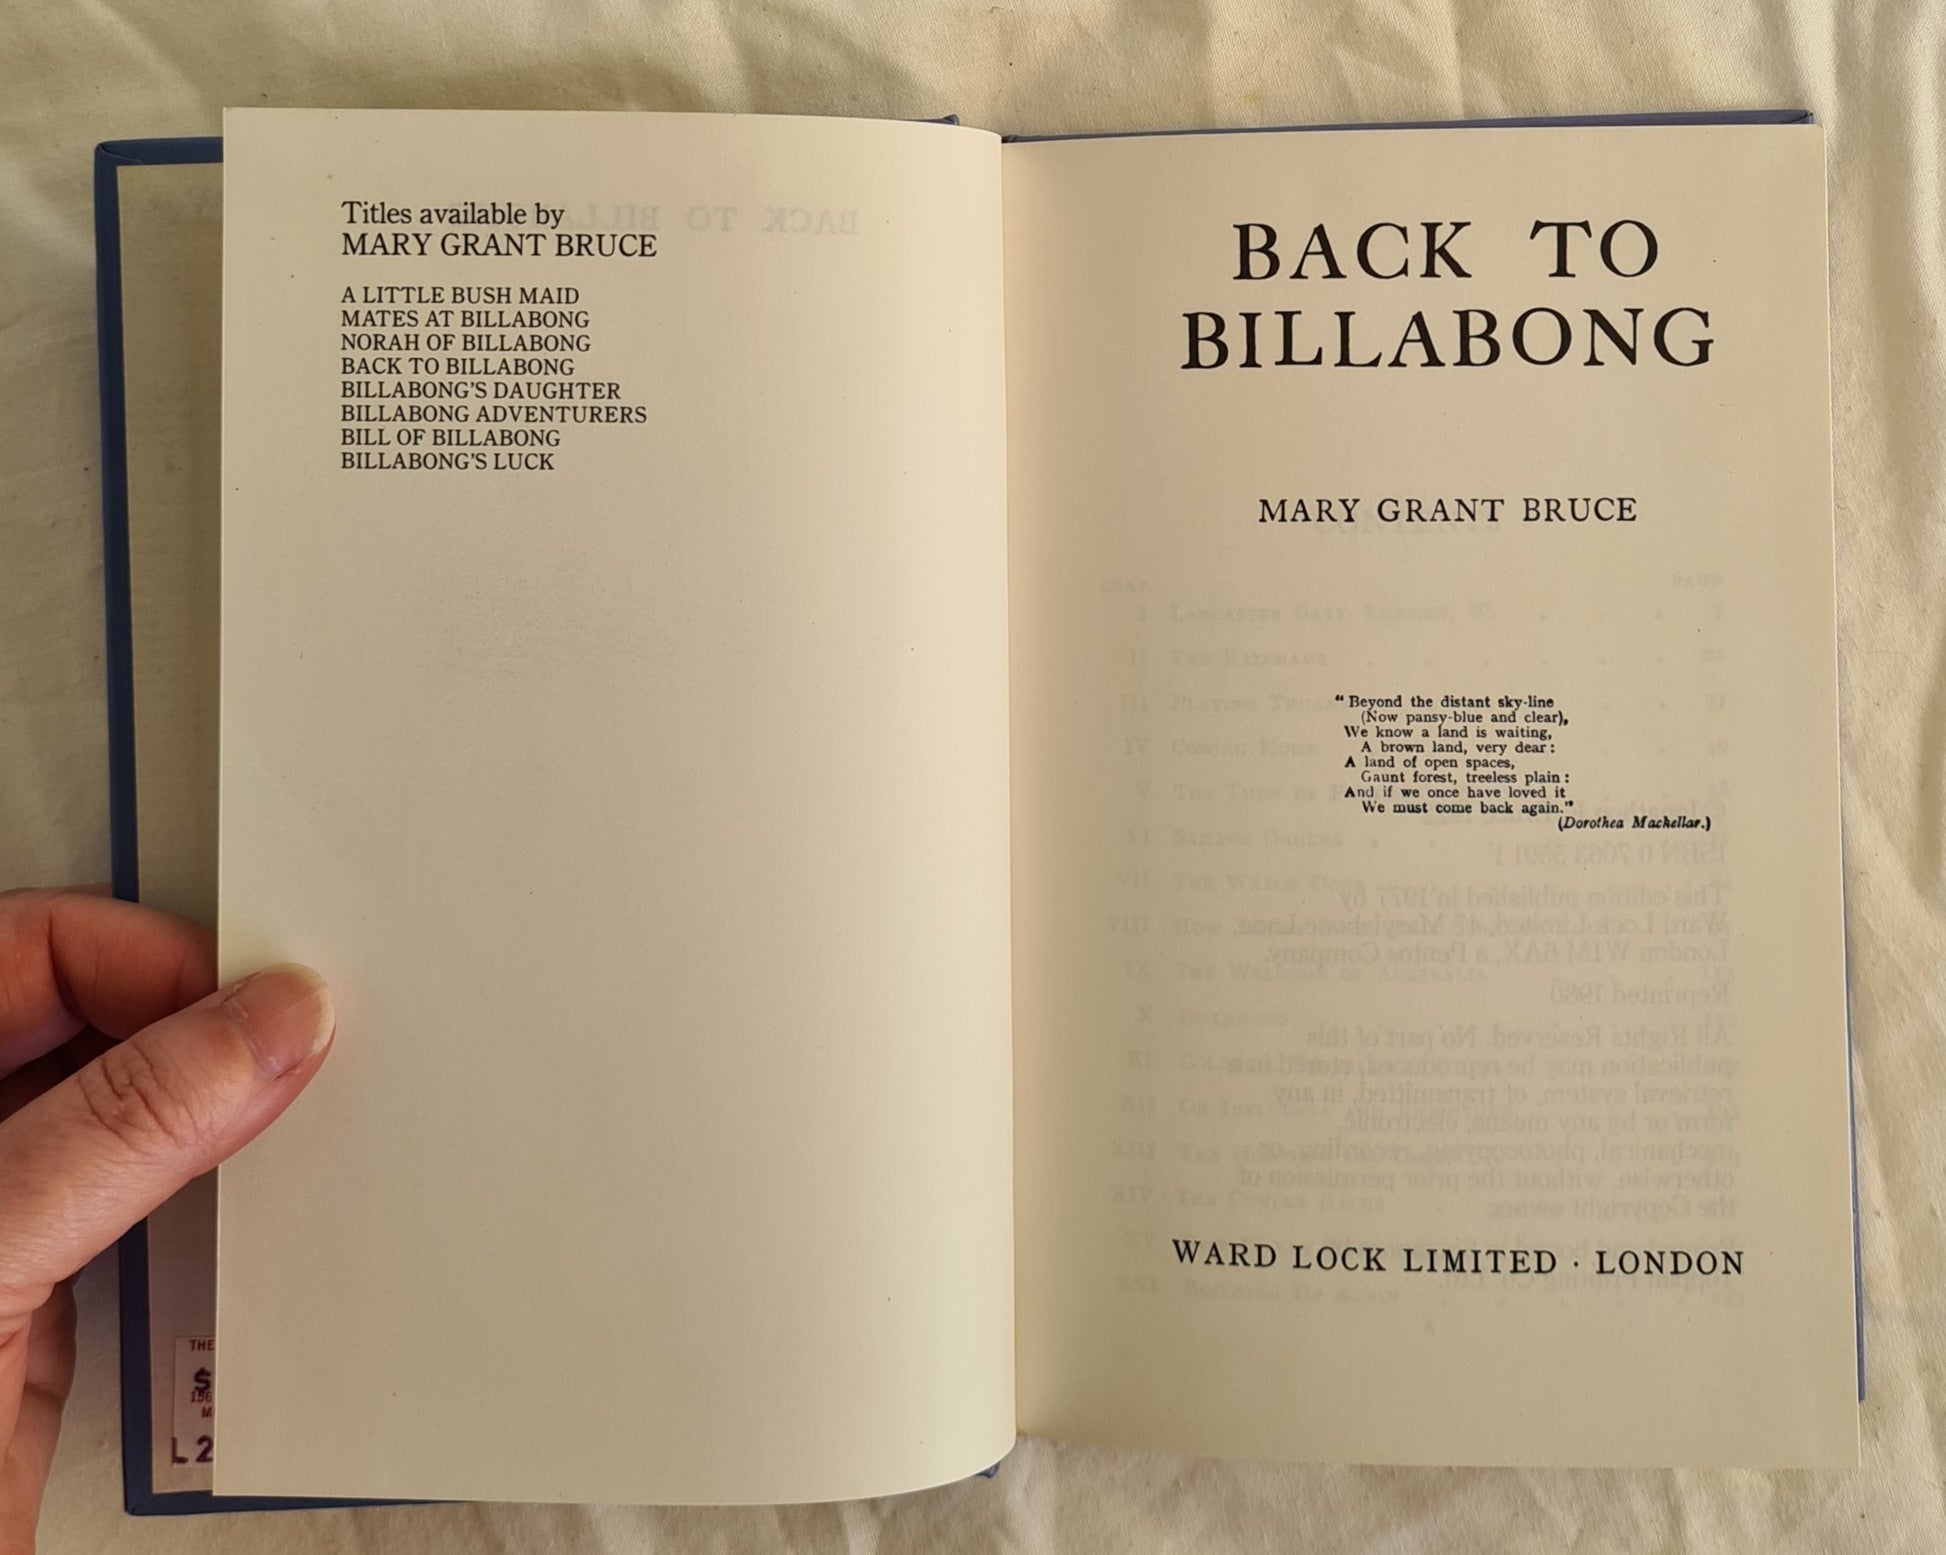 Titles available by
MARY GRANT BRUCE
A LITTLE BUSH MAID
MATES AT BILLABONG
NORAH OF BILLABONG
BACK TO BILLABONG
BILLABONG'S DAUGHTER
BILLABONG ADVENTURERS
BILL OF BILLABONG
BILLABONG'S LUCK
THE
$
156
M
L 2
BACK TO
BILLABONG
MARY GRANT BRUCE
“ Beyond the distant sky-line
(Now pansy-blue and clear),
We know a land is waiting,
A brown land, very dear :
A land of open spaces,
Gaunt forest, treeless plain :
And if we once have loved it
We must come back again.”
(Dorothea Mackellar.)
WARD LOCK LIMITED · LONDON